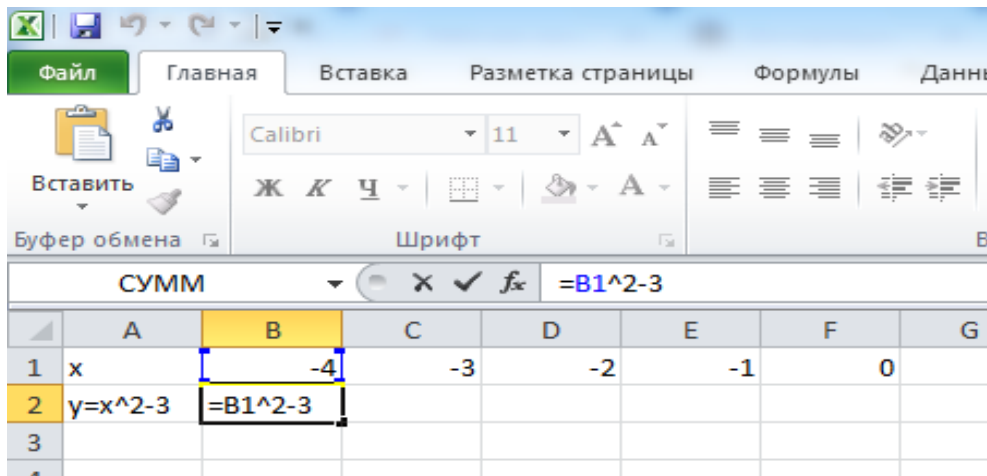 Файл Главная Вставка Разметка страницы Формулы Данн
Calibri 11 A A
Вставить Ж К Ч A
Буфер обмена Шрифт В
СУММ fx =B1^2-3
A B C D E F G
1 x -4 -3 -2 -1 0
2 y=x^2-3 =B1^2-3
3